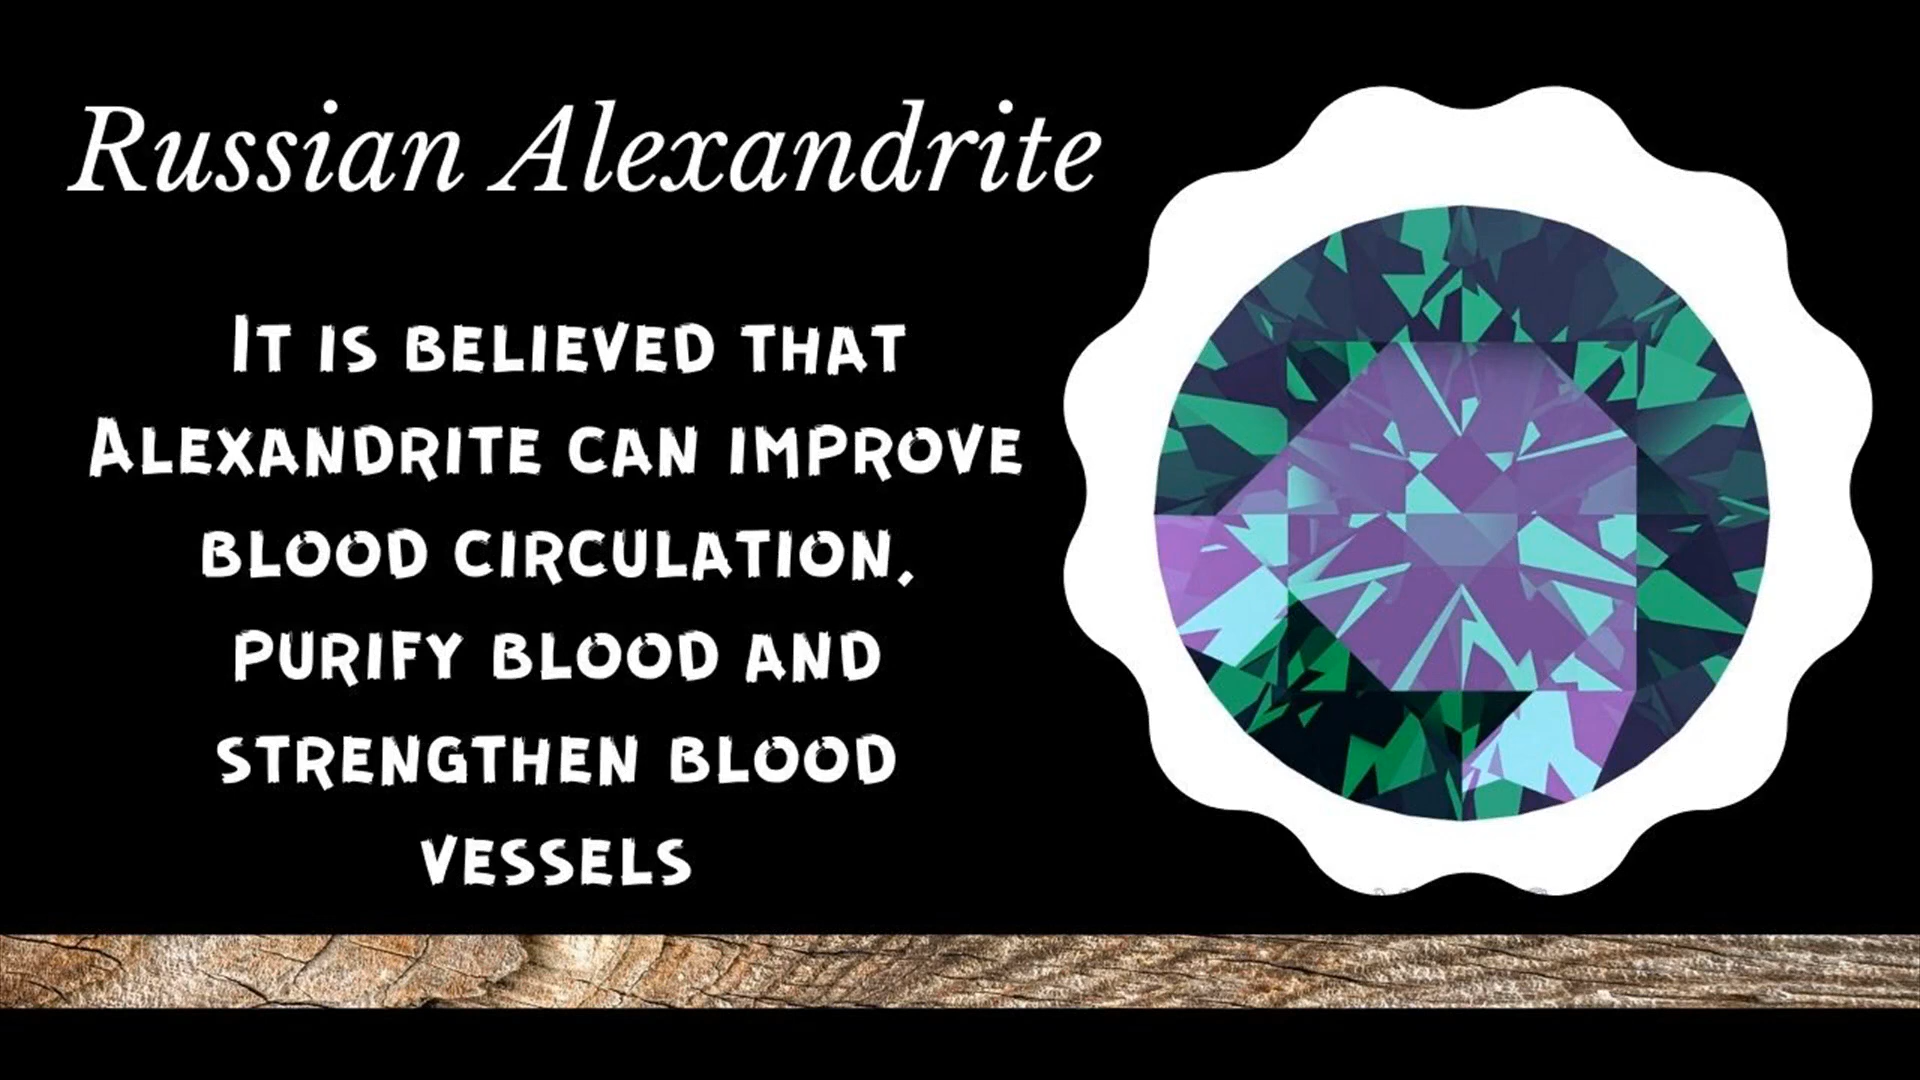 Russian Alexandrite
It is believed that
Alexandrite can improve
blood circulation,
purify blood and
strengthen blood
vessels